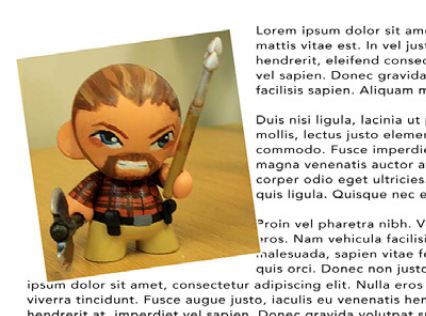 Lorem ipsum dolor sit am
mattis vitae est. In vel jus
hendrerit, eleifend consec
vel sapien. Donec gravida
facilisis sapien. Aliquam m
Duis nisi ligula, lacinia ut
mollis, lectus justo elemen
commodo. Fusce imperdie
magna venenatis auctor a
corper odio eget ultricies.
quis ligula. Quisque nec e
Proin vel pharetra nibh. V
eros. Nam vehicula facilisi
malesuada, sapien vitae fe
quis orci. Donec non justo
ipsum dolor sit amet, consectetur adipiscing elit. Nulla eros
viverra tincidunt. Fusce augue justo, iaculis eu venenatis hen
hendrerit at, imperdiet vel sapien. Donec gravida volutpat su